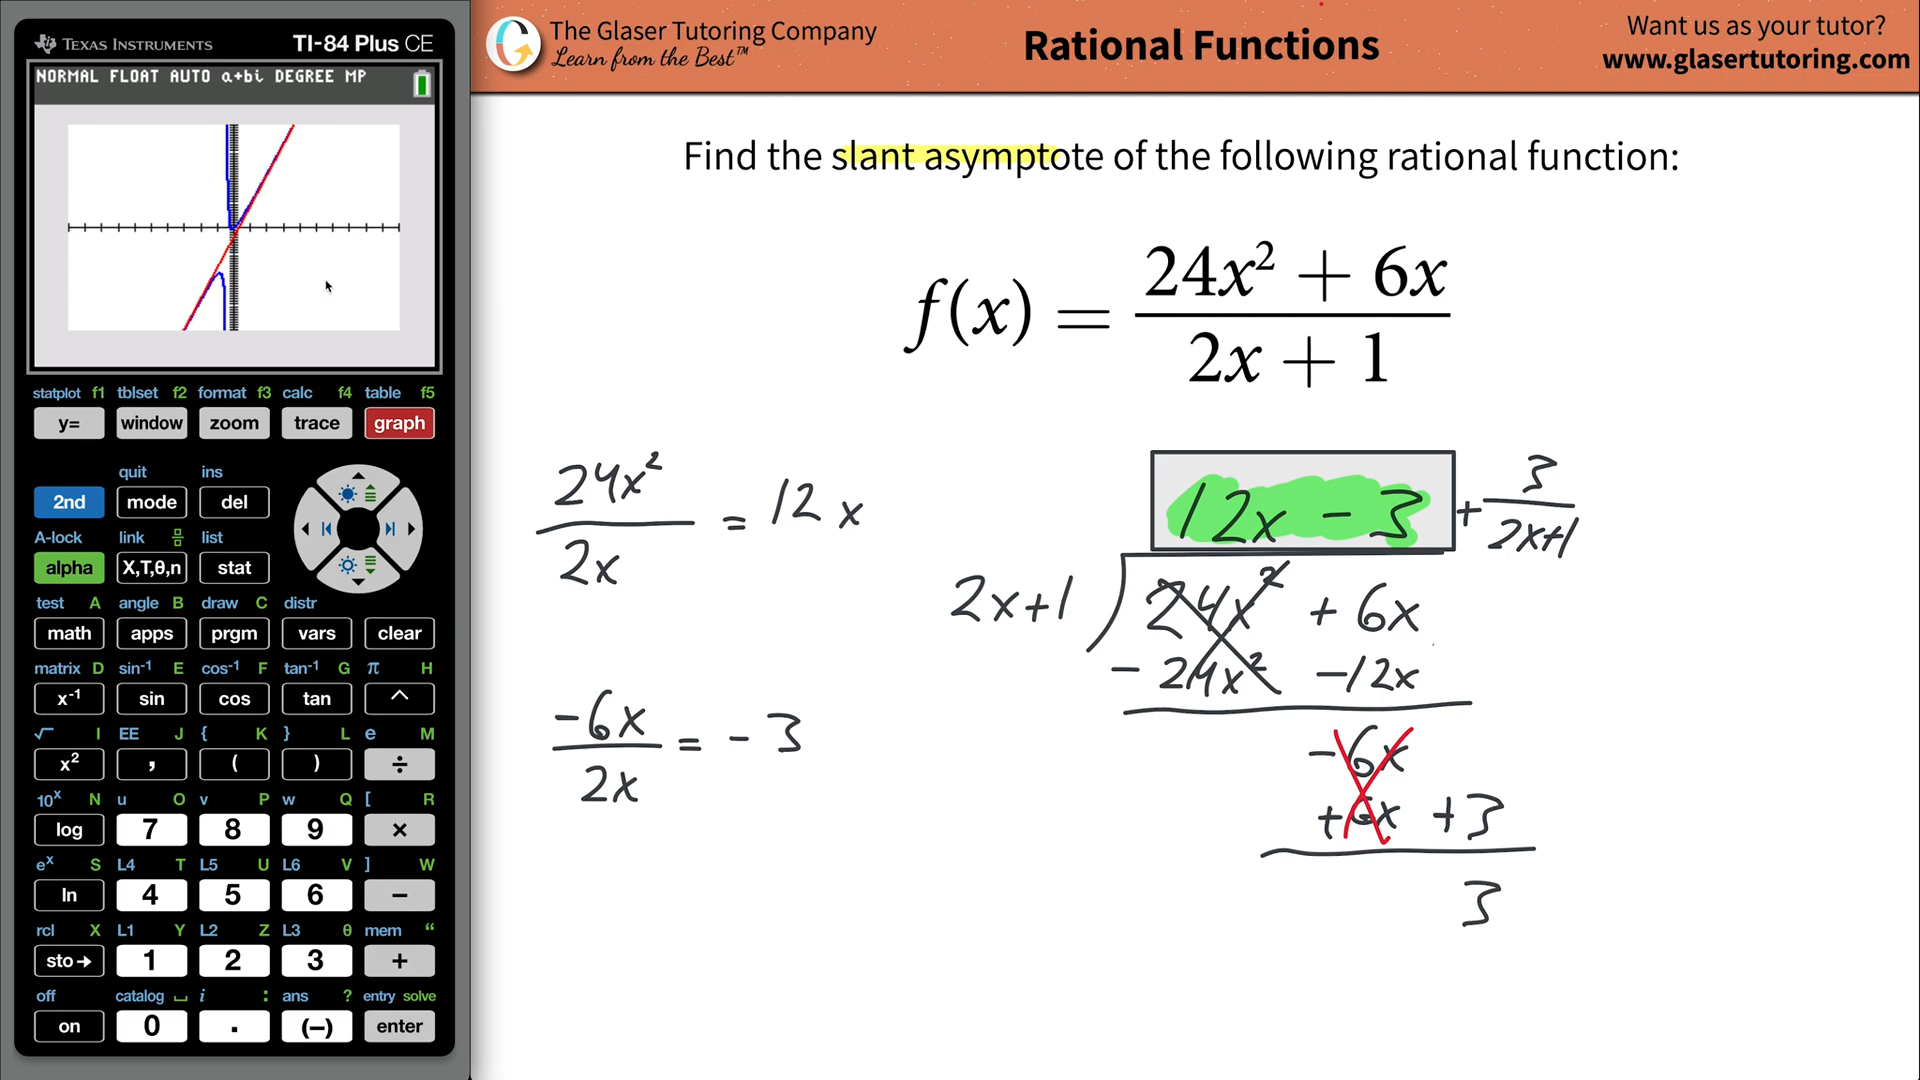 TEXAS INSTRUMENTS TI-84 Plus CE
NORMAL FLOAT AUTO a+bi DEGREE MP
statplot f1 tblset f2 format f3 calc f4 table f5
y= window zoom trace graph
quit ins
2nd mode del
A-lock link list
alpha X,T,θ,n stat
test A angle B draw C distr
math apps prgm vars clear
matrix D sin⁻¹ E cos⁻¹ F tan⁻¹ G π H
x⁻¹ sin cos tan ^
√ I EE J { K } L e M
x² , ( ) ÷
10ˣ N u O v P w Q [ R
log 7 8 9 ×
eˣ S L4 T L5 U L6 V ] W
ln 4 5 6 −
rcl X L1 Y L2 Z L3 θ mem “
sto→ 1 2 3 +
off catalog ⎵ i : ans ? entry solve
on 0 . (−) enter
The Glaser Tutoring Company
Learn from the Best™
Rational Functions
Want us as your tutor?
www.glasertutoring.com
Find the slant asymptote of the following rational function:
24x² + 6x
f(x) =
2x + 1
24x²
= 12x
2x
-6x
= -3
2x
12x - 3 + 3
2x+1
2x+1 24x² + 6x
- 24x² -12x
-6x
+6x +3
3